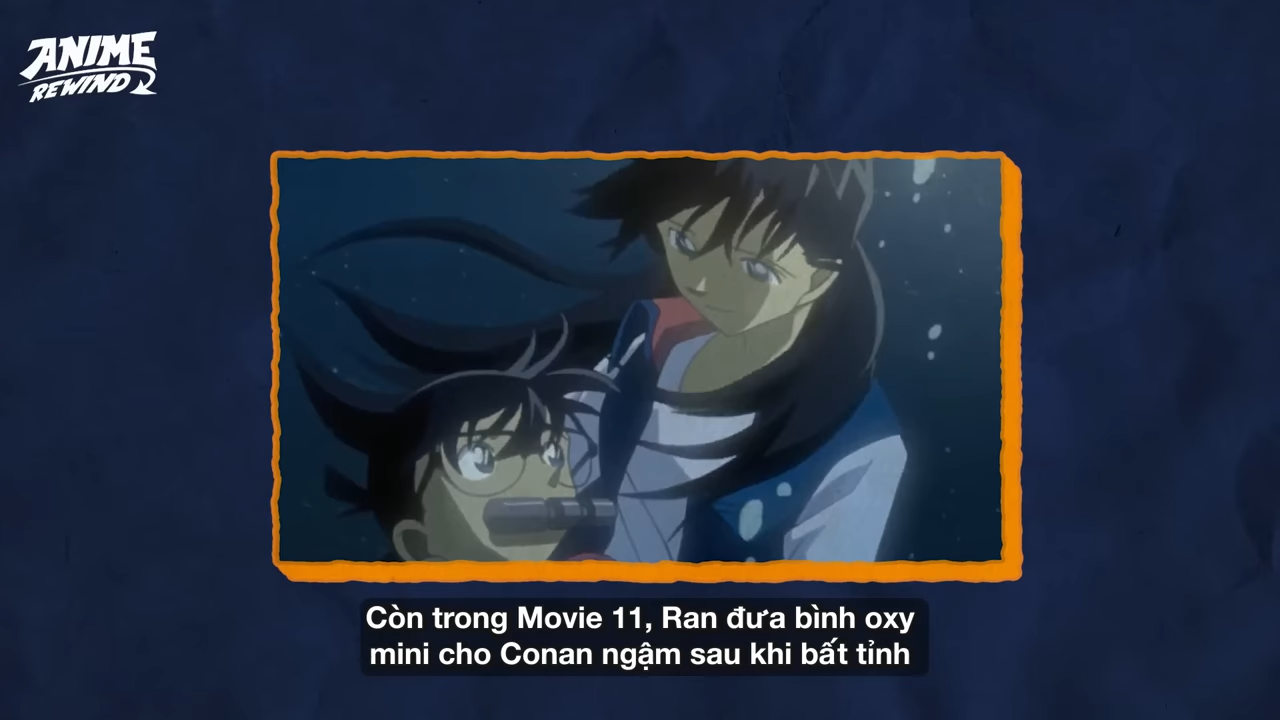 ANIME
REWIND
Còn trong Movie 11, Ran đưa bình oxy
mini cho Conan ngậm sau khi bất tỉnh